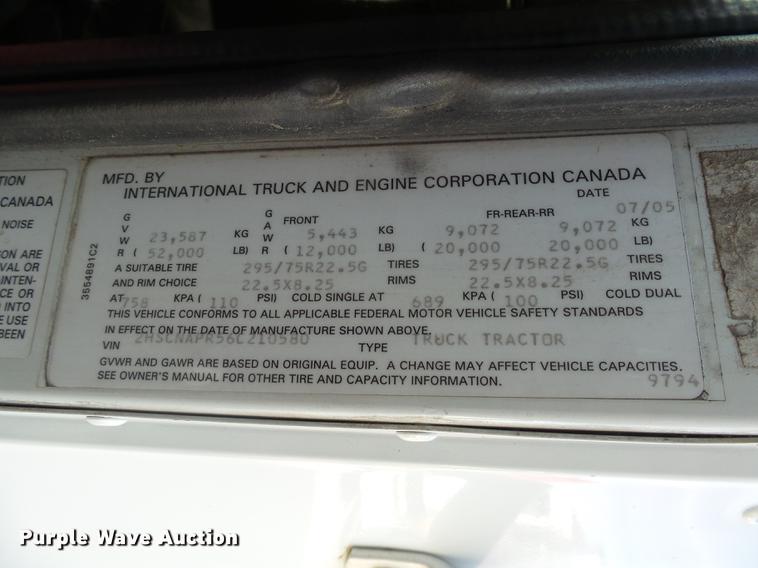 TION
CANADA
NOISE
SON ARE
VAL OR
INTEN-
CE OR
D INTO
E USE
BEEN
3554891C2
MFD. BY
INTERNATIONAL TRUCK AND ENGINE CORPORATION CANADA
DATE
07/05
GVWR 23,587 KG GAWR FRONT 5,443 KG FR-REAR-RR 9,072 9,072 KG
( 52,000 LB) ( 12,000 LB) ( 20,000 20,000 LB)
A SUITABLE TIRE 295/75R22.5G TIRES 295/75R22.5G TIRES
AND RIM CHOICE 22.5X8.25 RIMS 22.5X8.25 RIMS
AT 758 KPA ( 110 PSI) COLD SINGLE AT 689 KPA ( 100 PSI) COLD DUAL
THIS VEHICLE CONFORMS TO ALL APPLICABLE FEDERAL MOTOR VEHICLE SAFETY STANDARDS
IN EFFECT ON THE DATE OF MANUFACTURE SHOWN ABOVE.
VIN 2HSCNAPR56C210580 TYPE TRUCK TRACTOR
GVWR AND GAWR ARE BASED ON ORIGINAL EQUIP. A CHANGE MAY AFFECT VEHICLE CAPACITIES.
SEE OWNER'S MANUAL FOR OTHER TIRE AND CAPACITY INFORMATION.
9794
Purple Wave Auction